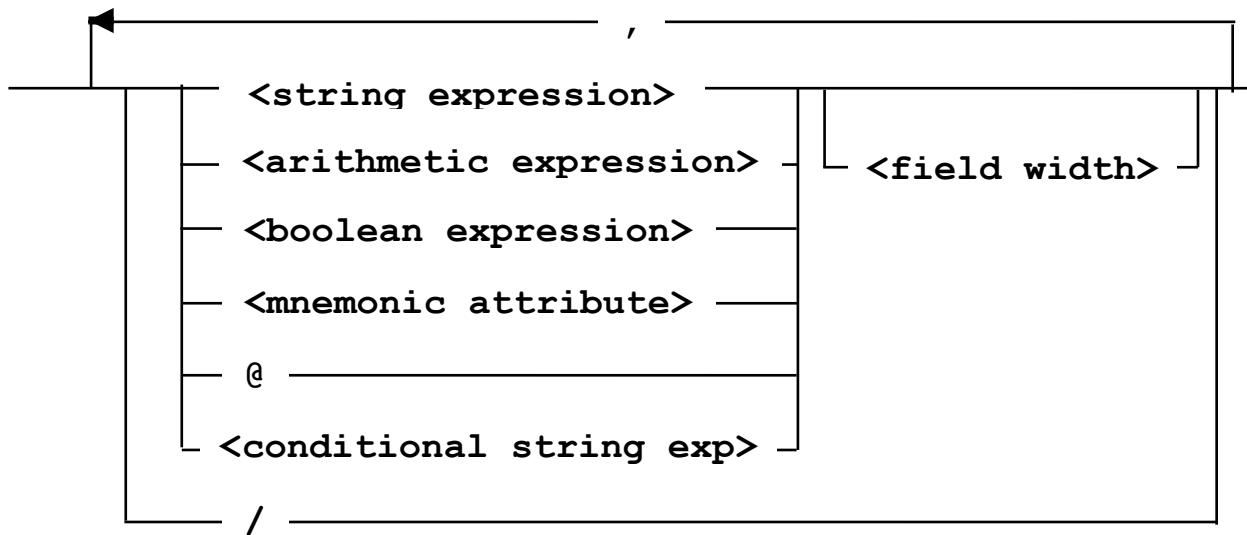 ,
<string expression>
<arithmetic expression>
<field width>
<boolean expression>
<mnemonic attribute>
@
<conditional string exp>
/